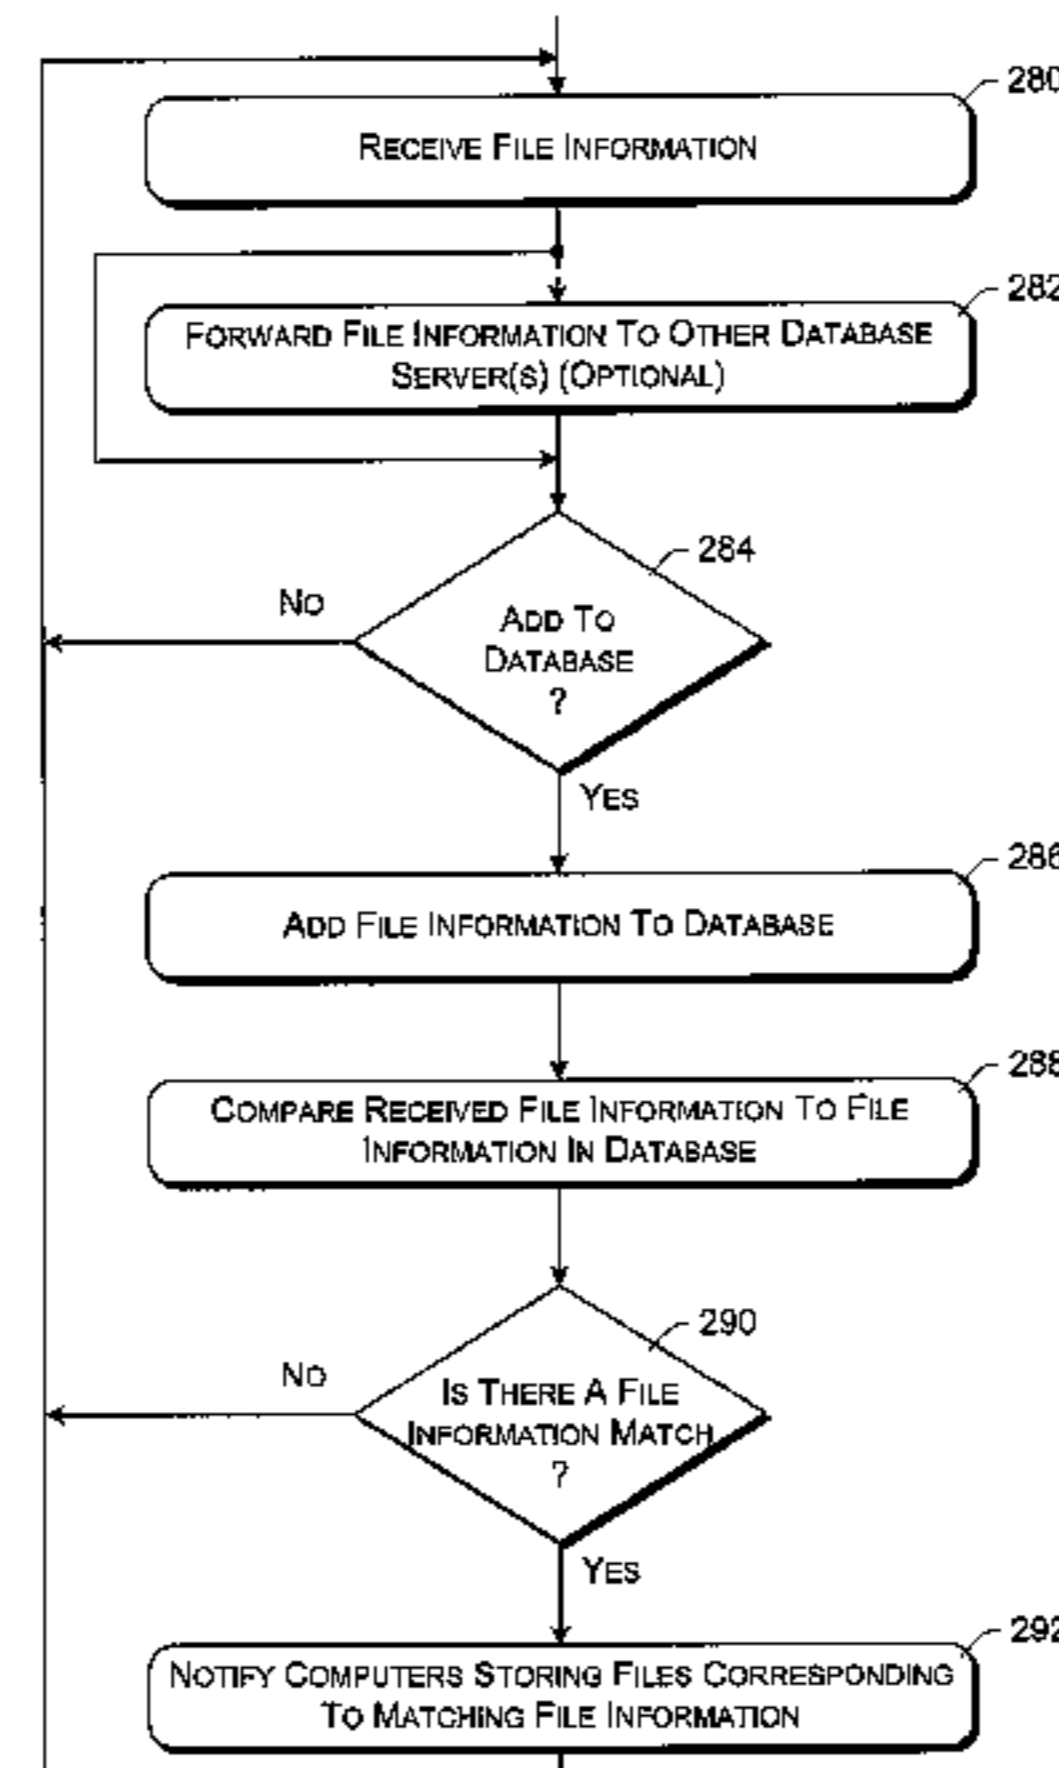 280
RECEIVE FILE INFORMATION
282
FORWARD FILE INFORMATION TO OTHER DATABASE
SERVER(S) (OPTIONAL)
284
NO
ADD TO
DATABASE
?
YES
286
ADD FILE INFORMATION TO DATABASE
288
COMPARE RECEIVED FILE INFORMATION TO FILE
INFORMATION IN DATABASE
290
NO
IS THERE A FILE
INFORMATION MATCH
?
YES
292
NOTIFY COMPUTERS STORING FILES CORRESPONDING
TO MATCHING FILE INFORMATION